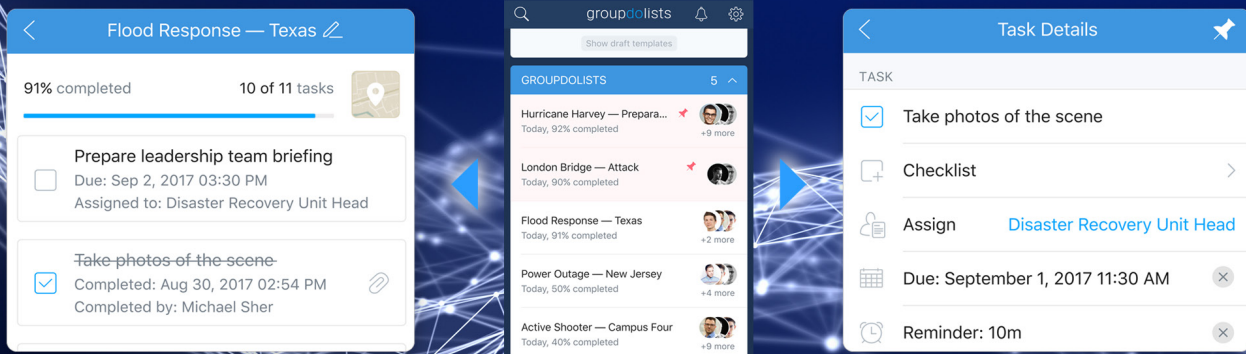 Flood Response — Texas
91% completed
10 of 11 tasks
Prepare leadership team briefing
Due: Sep 2, 2017 03:30 PM
Assigned to: Disaster Recovery Unit Head
Take photos of the scene
Completed: Aug 30, 2017 02:54 PM
Completed by: Michael Sher
groupdolists
Show draft templates
GROUPDOLISTS 5
Hurricane Harvey — Prepara...
Today, 92% completed
+9 more
London Bridge — Attack
Today, 90% completed
Flood Response — Texas
Today, 91% completed
+2 more
Power Outage — New Jersey
Today, 50% completed
+4 more
Active Shooter — Campus Four
Today, 40% completed
+9 more
Task Details
TASK
Take photos of the scene
Checklist
Assign Disaster Recovery Unit Head
Due: September 1, 2017 11:30 AM
Reminder: 10m